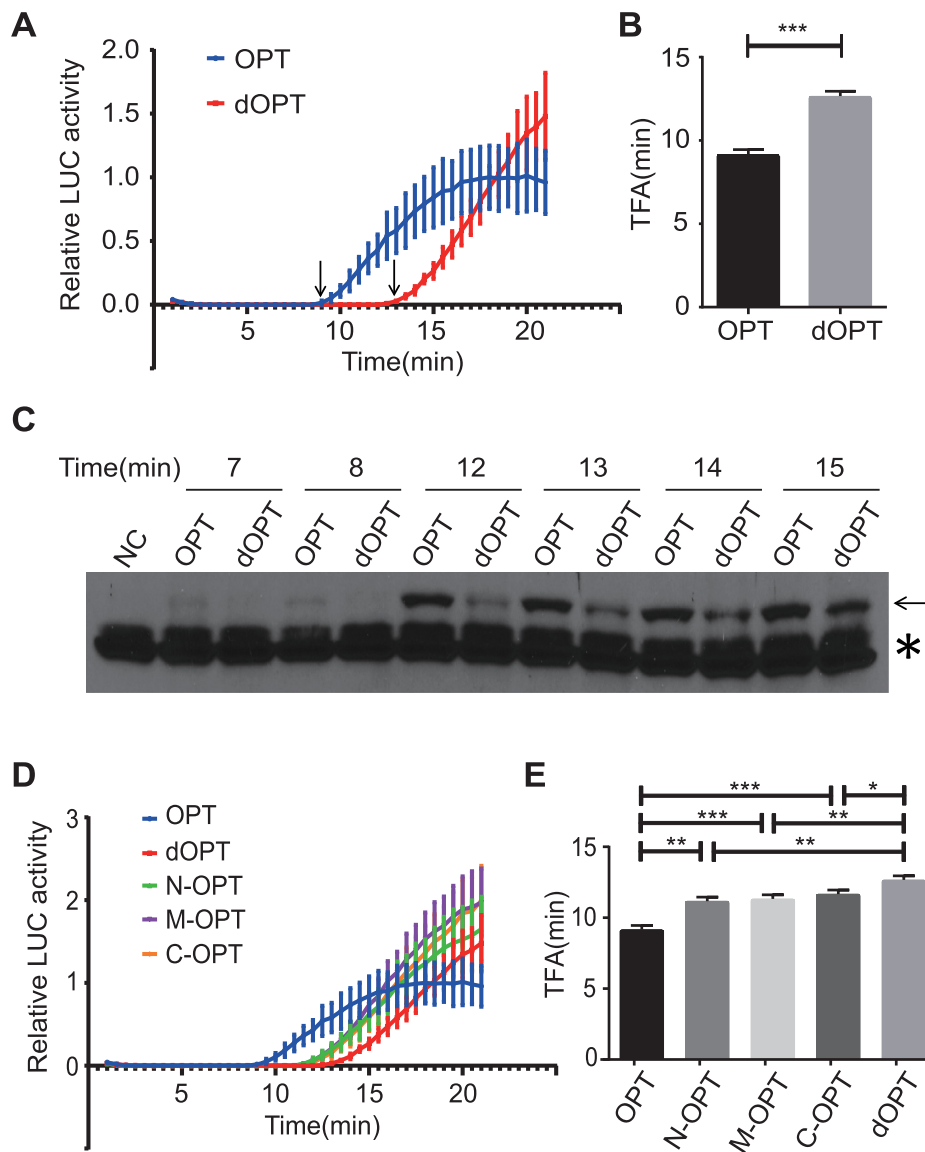 A
2.0
1.5
1.0
0.5
0.0
Relative LUC activity
OPT
dOPT
5 10 15 20
Time(min)
B
***
15
10
5
0
TFA(min)
OPT dOPT
C
Time(min) 7 8 12 13 14 15
NC OPT dOPT OPT dOPT OPT dOPT OPT dOPT OPT dOPT OPT dOPT
*
D
3
2
1
0
Relative LUC activity
OPT
dOPT
N-OPT
M-OPT
C-OPT
5 10 15 20
Time(min)
E
*** *
*** **
** **
15
10
5
0
TFA(min)
OPT N-OPT M-OPT C-OPT dOPT